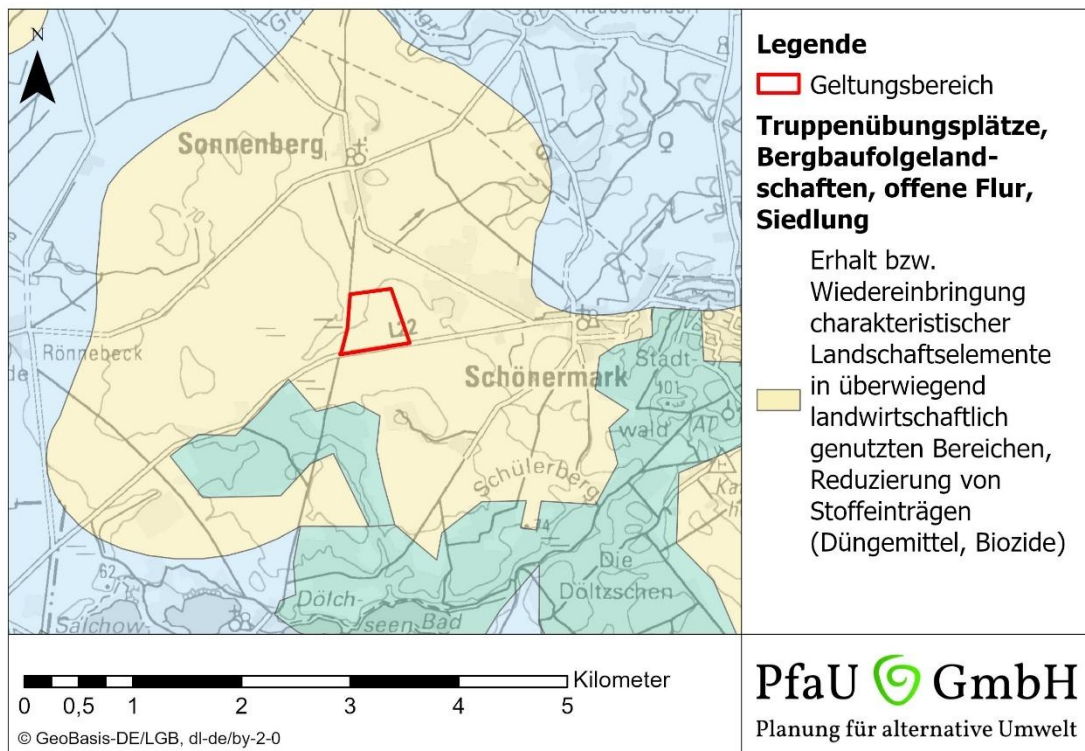 N
Sonnenberg
L22
Rönnebeck
Schönermark
Stadt-
101
wald
Schülerberg
74
Die
Döltzschen
62
Dölch-
Salchow-
seen
Bad
Legende
Geltungsbereich
Truppenübungsplätze,
Bergbaufolgeland-
schaften, offene Flur,
Siedlung
Erhalt bzw.
Wiedereinbringung
charakteristischer
Landschaftselemente
in überwiegend
landwirtschaftlich
genutzten Bereichen,
Reduzierung von
Stoffeinträgen
(Düngemittel, Biozide)
Kilometer
0 0,5 1 2 3 4 5
© GeoBasis-DE/LGB, dl-de/by-2-0
PfaU GmbH
Planung für alternative Umwelt